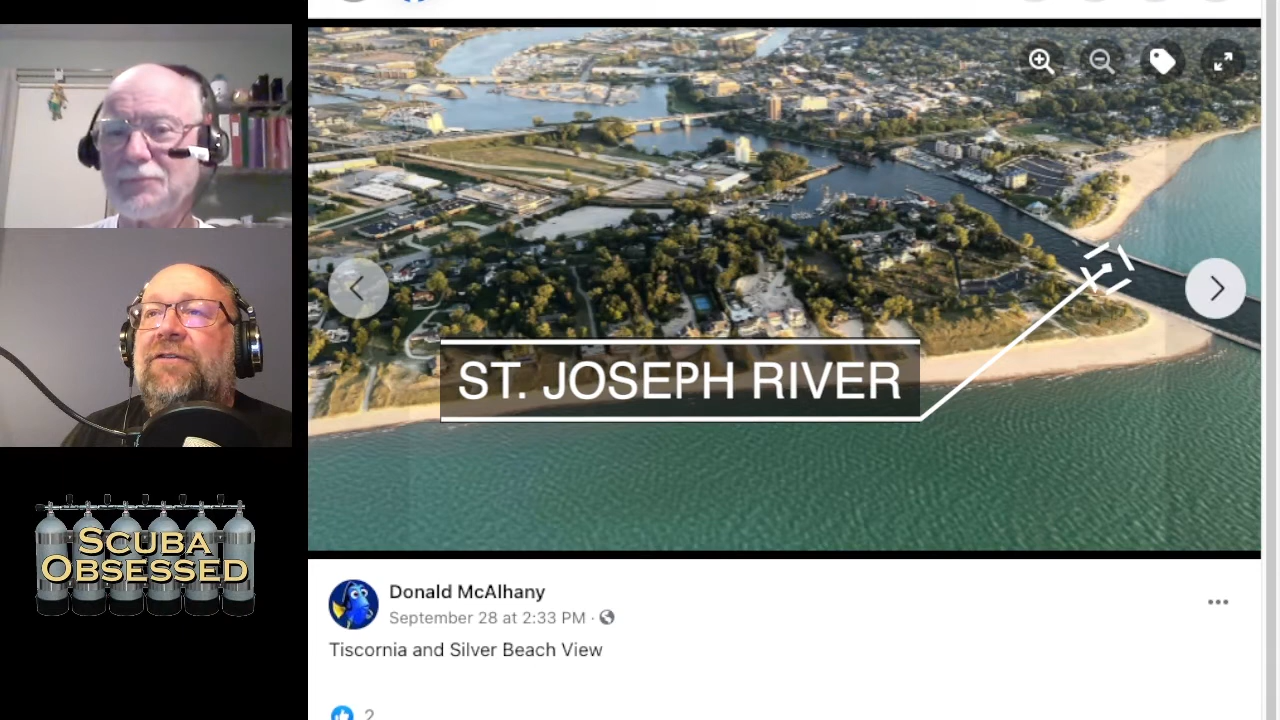 ST. JOSEPH RIVER
SCUBA
OBSESSED
Donald McAlhany
September 28 at 2:33 PM ·
Tiscornia and Silver Beach View
2